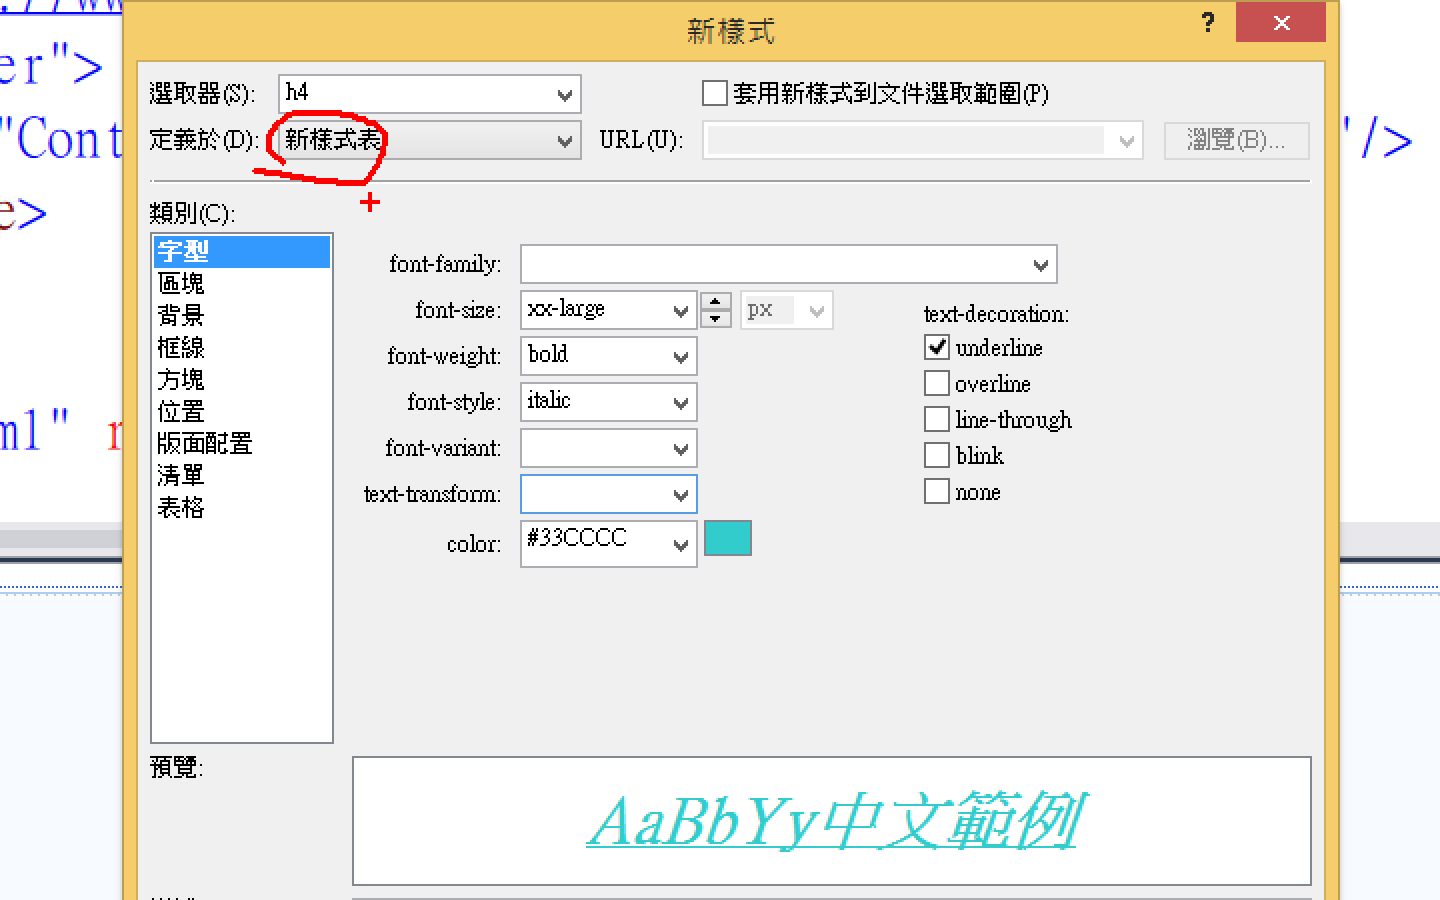 新樣式
?
er">
"Cont
e>
ml" r
"/>
選取器(S):
h4
套用新樣式到文件選取範圍(P)
定義於(D):
新樣式表
URL(U):
瀏覽(B)...
類別(C):
字型
區塊
背景
框線
方塊
位置
版面配置
清單
表格
font-family:
font-size:
xx-large
px
font-weight:
bold
font-style:
italic
font-variant:
text-transform:
color:
#33CCCC
text-decoration:
underline
overline
line-through
blink
none
預覽:
AaBbYy中文範例